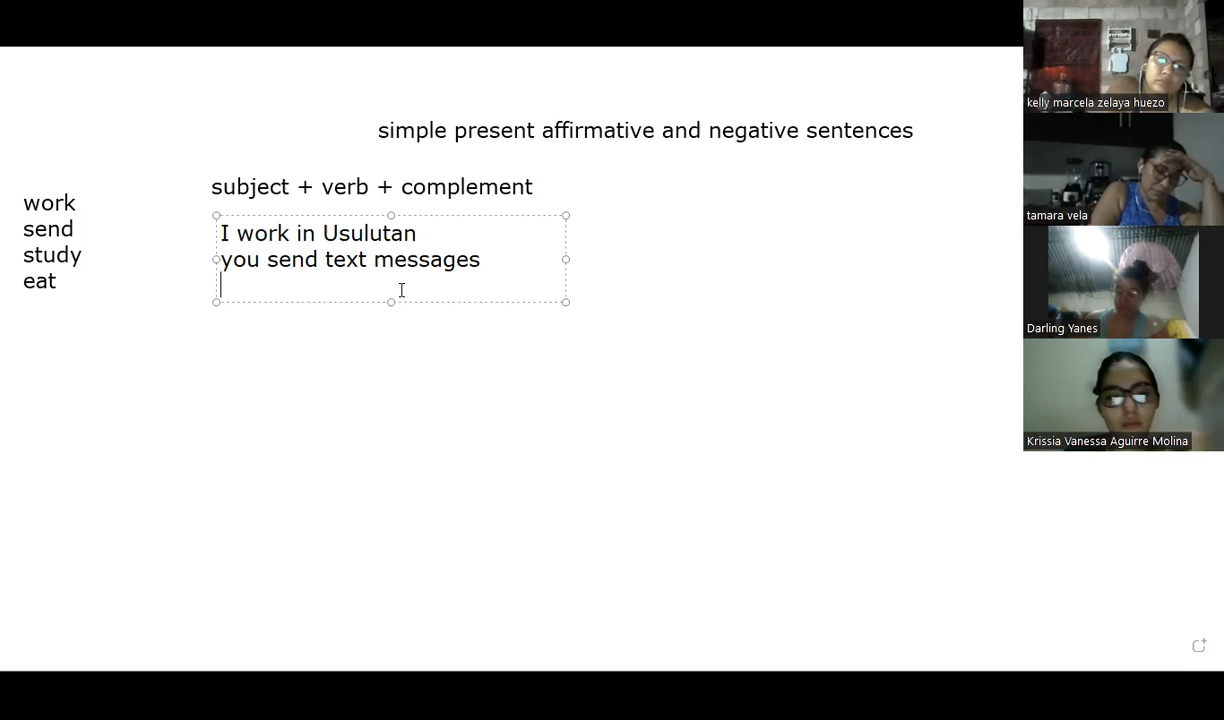 simple present affirmative and negative sentences
subject + verb + complement
work
send
study
eat
I work in Usulutan
you send text messages
kelly marcela zelaya huezo
tamara vela
Darling Yanes
Krissia Vanessa Aguirre Molina